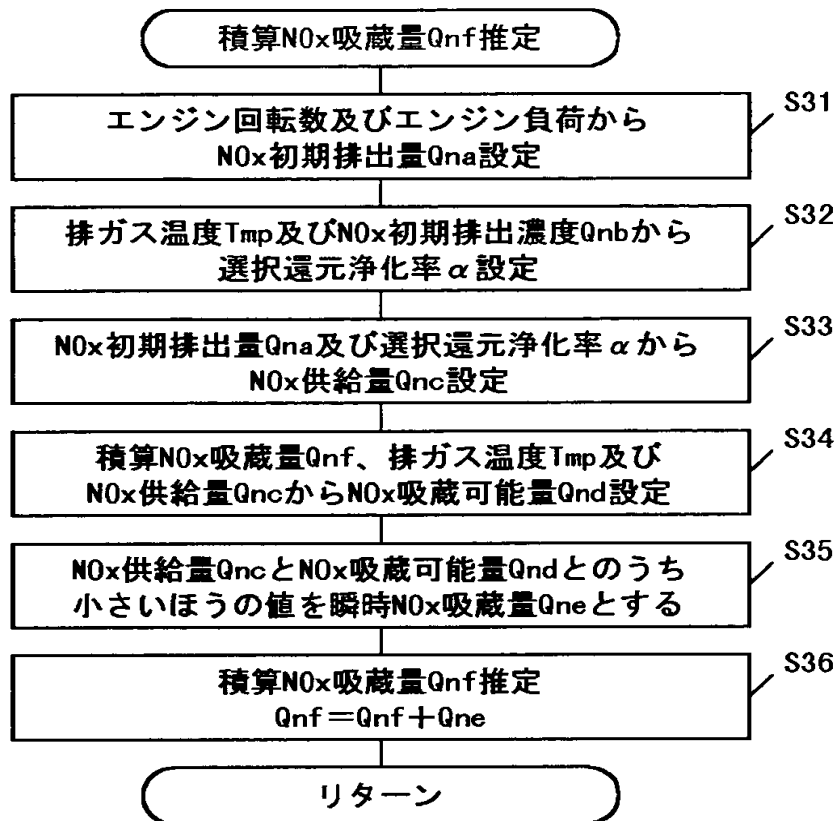 積算NOx吸蔵量Qnf推定
S31
エンジン回転数及びエンジン負荷から
NOx初期排出量Qna設定
S32
排ガス温度Tmp及びNOx初期排出濃度Qnbから
選択還元浄化率α設定
S33
NOx初期排出量Qna及び選択還元浄化率αから
NOx供給量Qnc設定
S34
積算NOx吸蔵量Qnf、排ガス温度Tmp及び
NOx供給量QncからNOx吸蔵可能量Qnd設定
S35
NOx供給量QncとNOx吸蔵可能量Qndとのうち
小さいほうの値を瞬時NOx吸蔵量Qneとする
S36
積算NOx吸蔵量Qnf推定
Qnf=Qnf+Qne
リターン